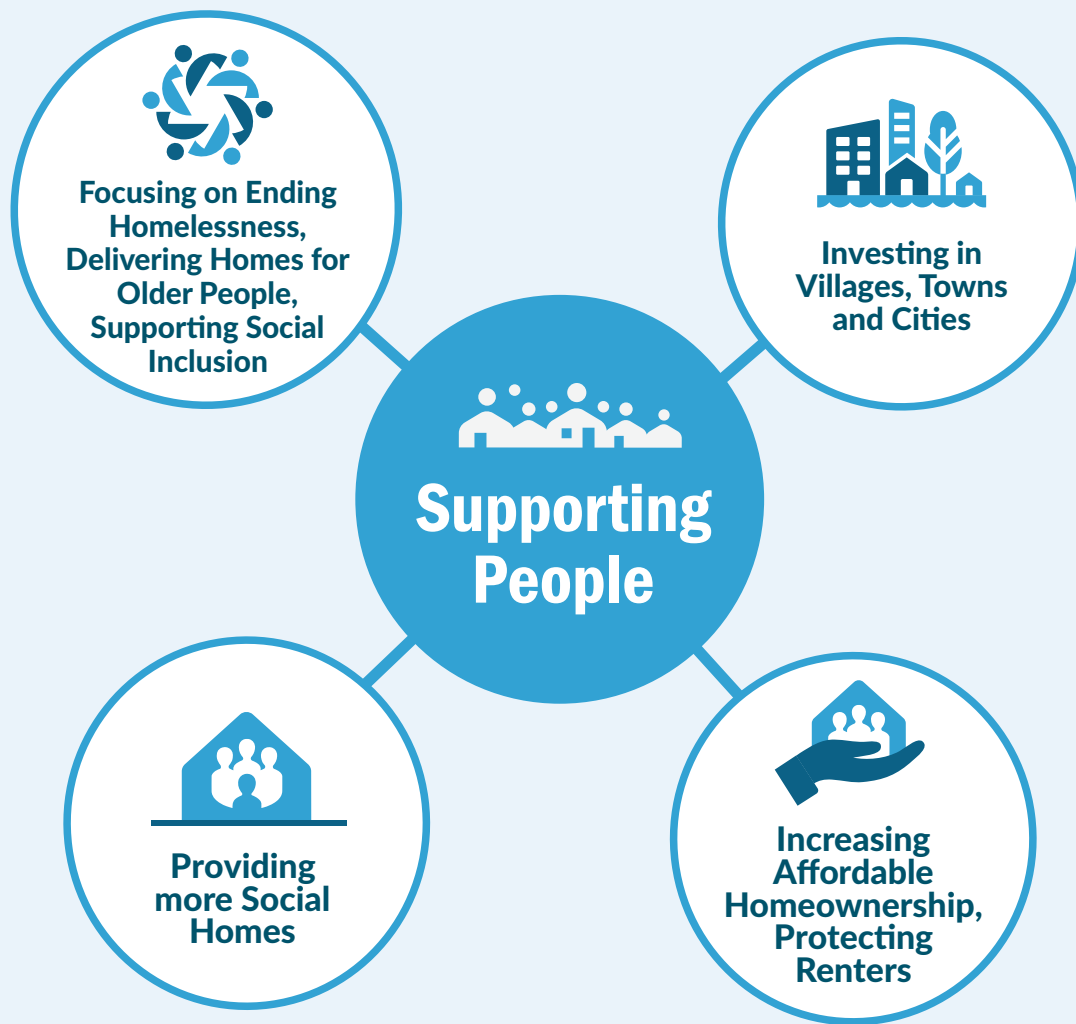 Focusing on Ending
Homelessness,
Delivering Homes for
Older People,
Supporting Social
Inclusion
Investing in
Villages, Towns
and Cities
Supporting
People
Providing
more Social
Homes
Increasing
Affordable
Homeownership,
Protecting
Renters